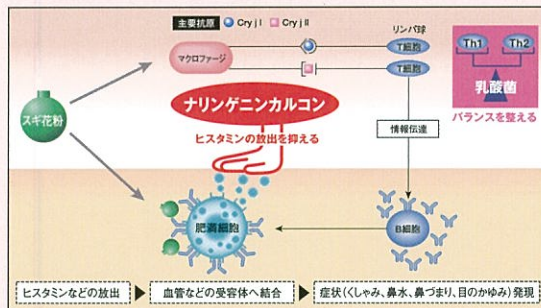 主要抗原 Cry j I Cry j II
リンパ球
マクロファージ
T細胞
T細胞
Th1 Th2
乳酸菌
バランスを整える
スギ花粉
ナリンゲニンカルコン
ヒスタミンの放出を抑える
情報伝達
肥満細胞
B細胞
ヒスタミンなどの放出 ▶ 血管などの受容体へ結合 ▶ 症状(くしゃみ、鼻水、鼻づまり、目のかゆみ)発現